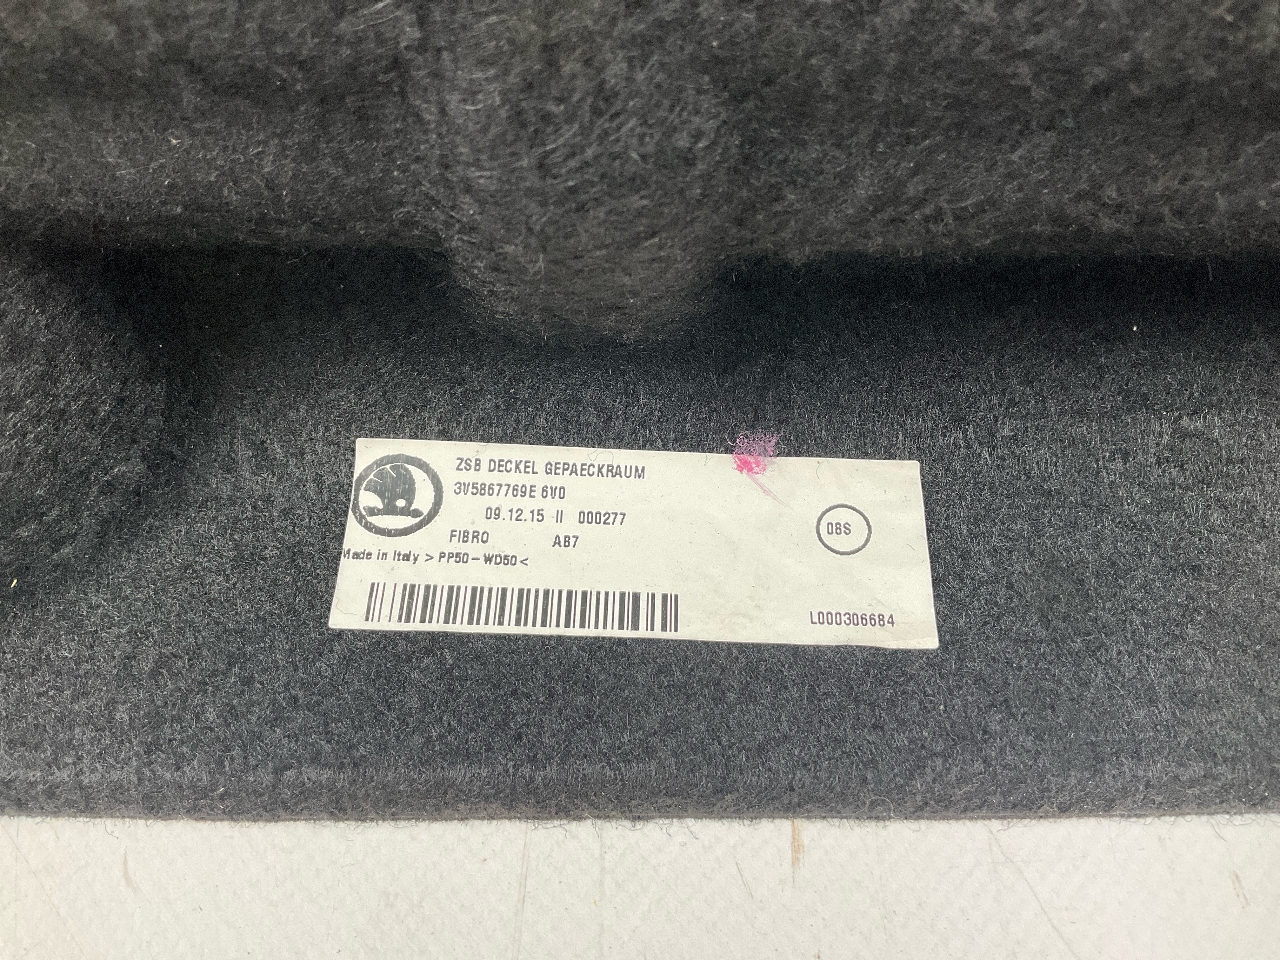 ZSB DECKEL GEPAECKRAUM
3V5867769E 6V0
09.12.15 II 000277
FIBRO AB7
08S
Made in Italy >PP50-WD50<
L000306684